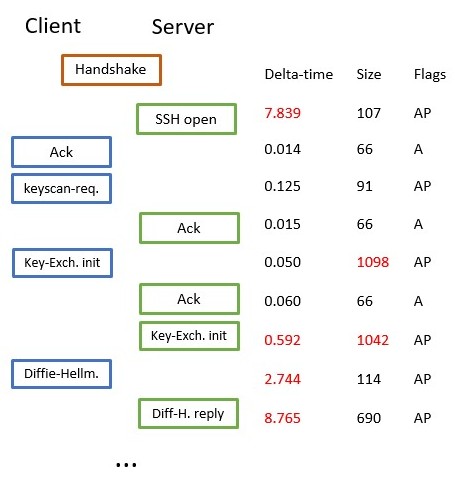 Client Server
Handshake
Delta-time Size Flags
SSH open 7.839 107 AP
Ack 0.014 66 A
keyscan-req. 0.125 91 AP
Ack 0.015 66 A
Key-Exch. init 0.050 1098 AP
Ack 0.060 66 A
Key-Exch. init 0.592 1042 AP
Diffie-Hellm. 2.744 114 AP
Diff-H. reply 8.765 690 AP
...